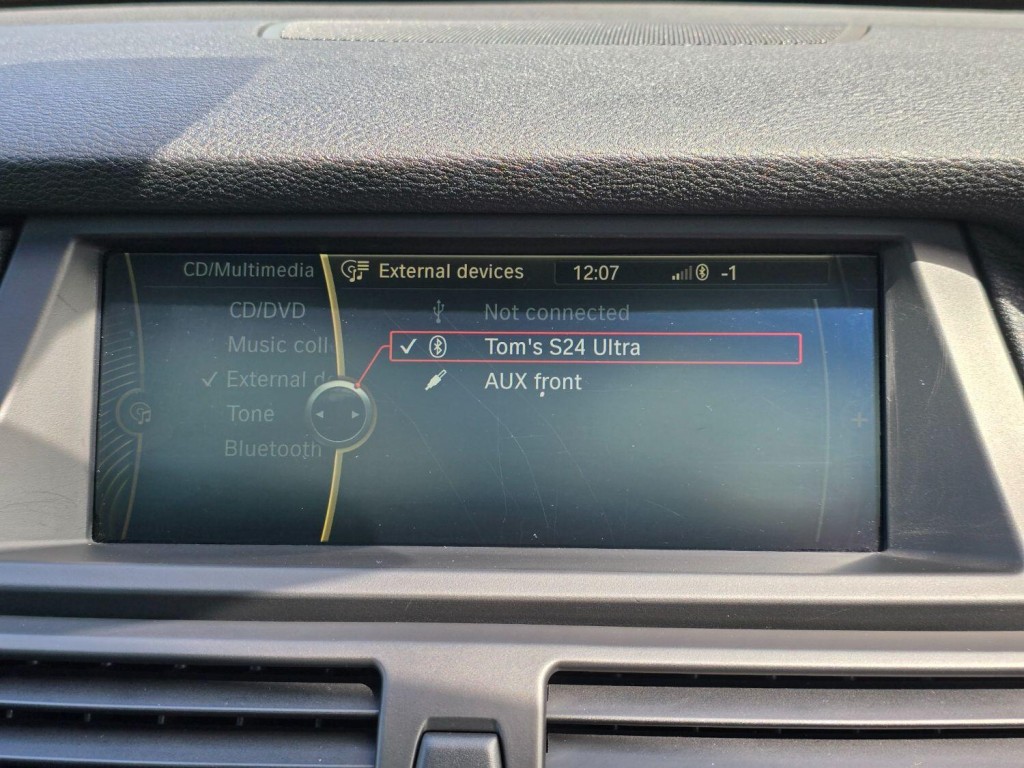 CD/Multimedia External devices 12:07 -1
CD/DVD Not connected
Music coll Tom's S24 Ultra
External d AUX front
Tone
Bluetooth